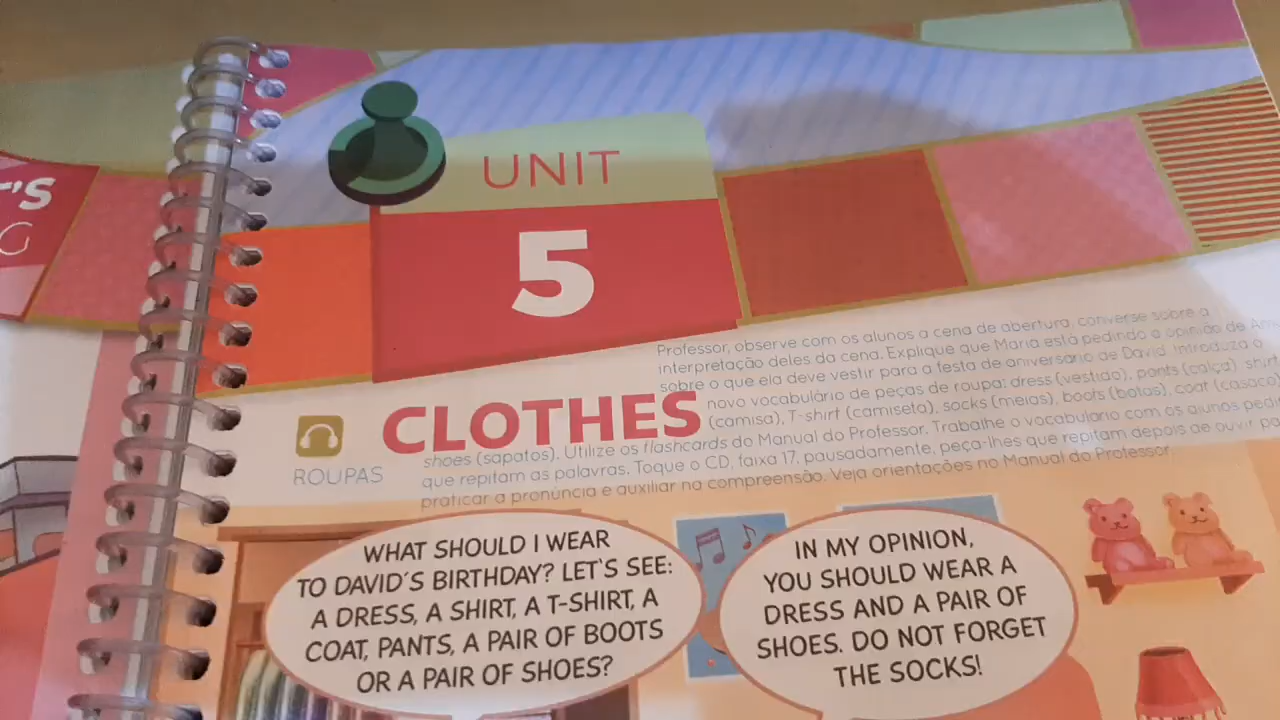 T'S
G
UNIT
5
Professor, observe com os alunos a cena de abertura, converse sobre a
interpretação deles da cena. Explique que Maria está pedindo a opinião de
sobre o que ela deve vestir para a festa de aniversário de David. Introduza o
novo vocabulário de peças de roupa: dress (vestido), pants (calça), shirt
(camisa), T-shirt (camiseta), socks (meias), boots (botas), coat (casaco)
CLOTHES
shoes (sapatos). Utilize os flashcards do Manual do Professor. Trabalhe o vocabulário com os alunos
que repitam as palavras. Toque o CD, faixa 17, pausadamente, peça-lhes que repitam depois de ouvir
praticar a pronúncia e auxiliar na compreensão. Veja orientações no Manual do Professor.
ROUPAS
WHAT SHOULD I WEAR
TO DAVID'S BIRTHDAY? LET'S SEE:
A DRESS, A SHIRT, A T-SHIRT, A
COAT, PANTS, A PAIR OF BOOTS
OR A PAIR OF SHOES?
IN MY OPINION,
YOU SHOULD WEAR A
DRESS AND A PAIR OF
SHOES. DO NOT FORGET
THE SOCKS!